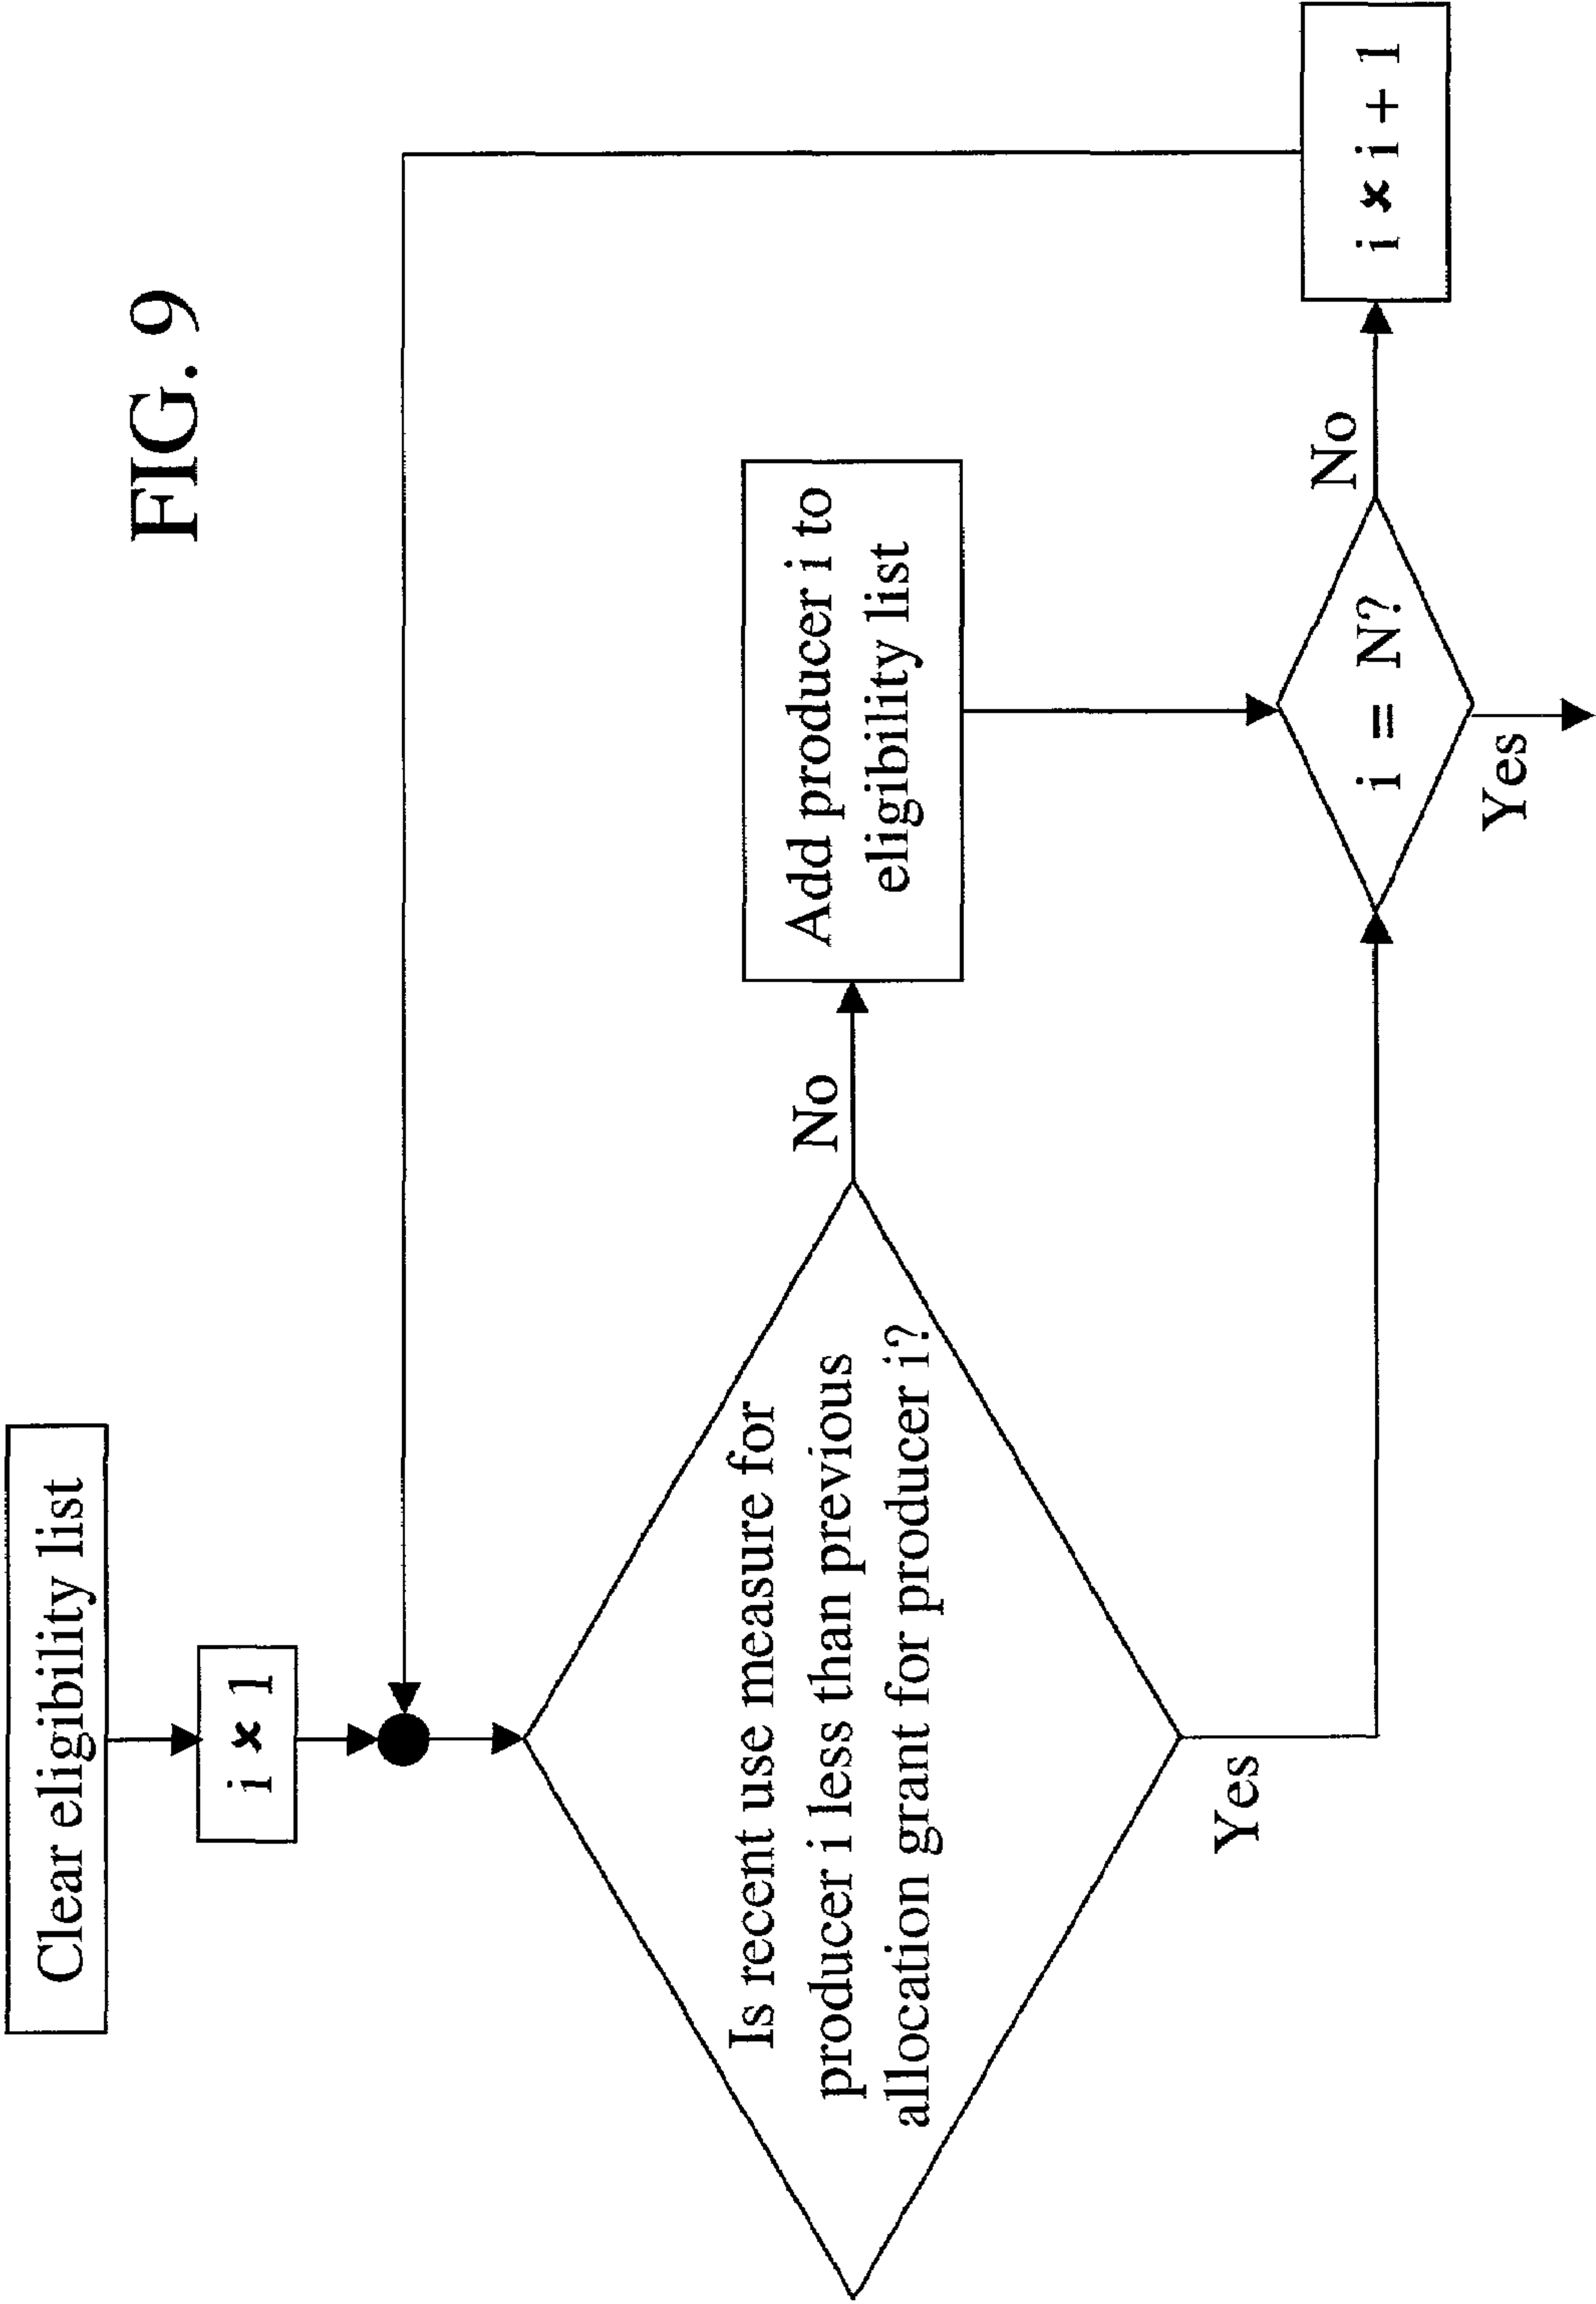 FIG. 9
Clear eligibility list
i × 1
Is recent use measure for
producer i less than previous
allocation grant for producer i?
No
Add producer i to
eligibility list
Yes
i = N?
No
i × i + 1
Yes